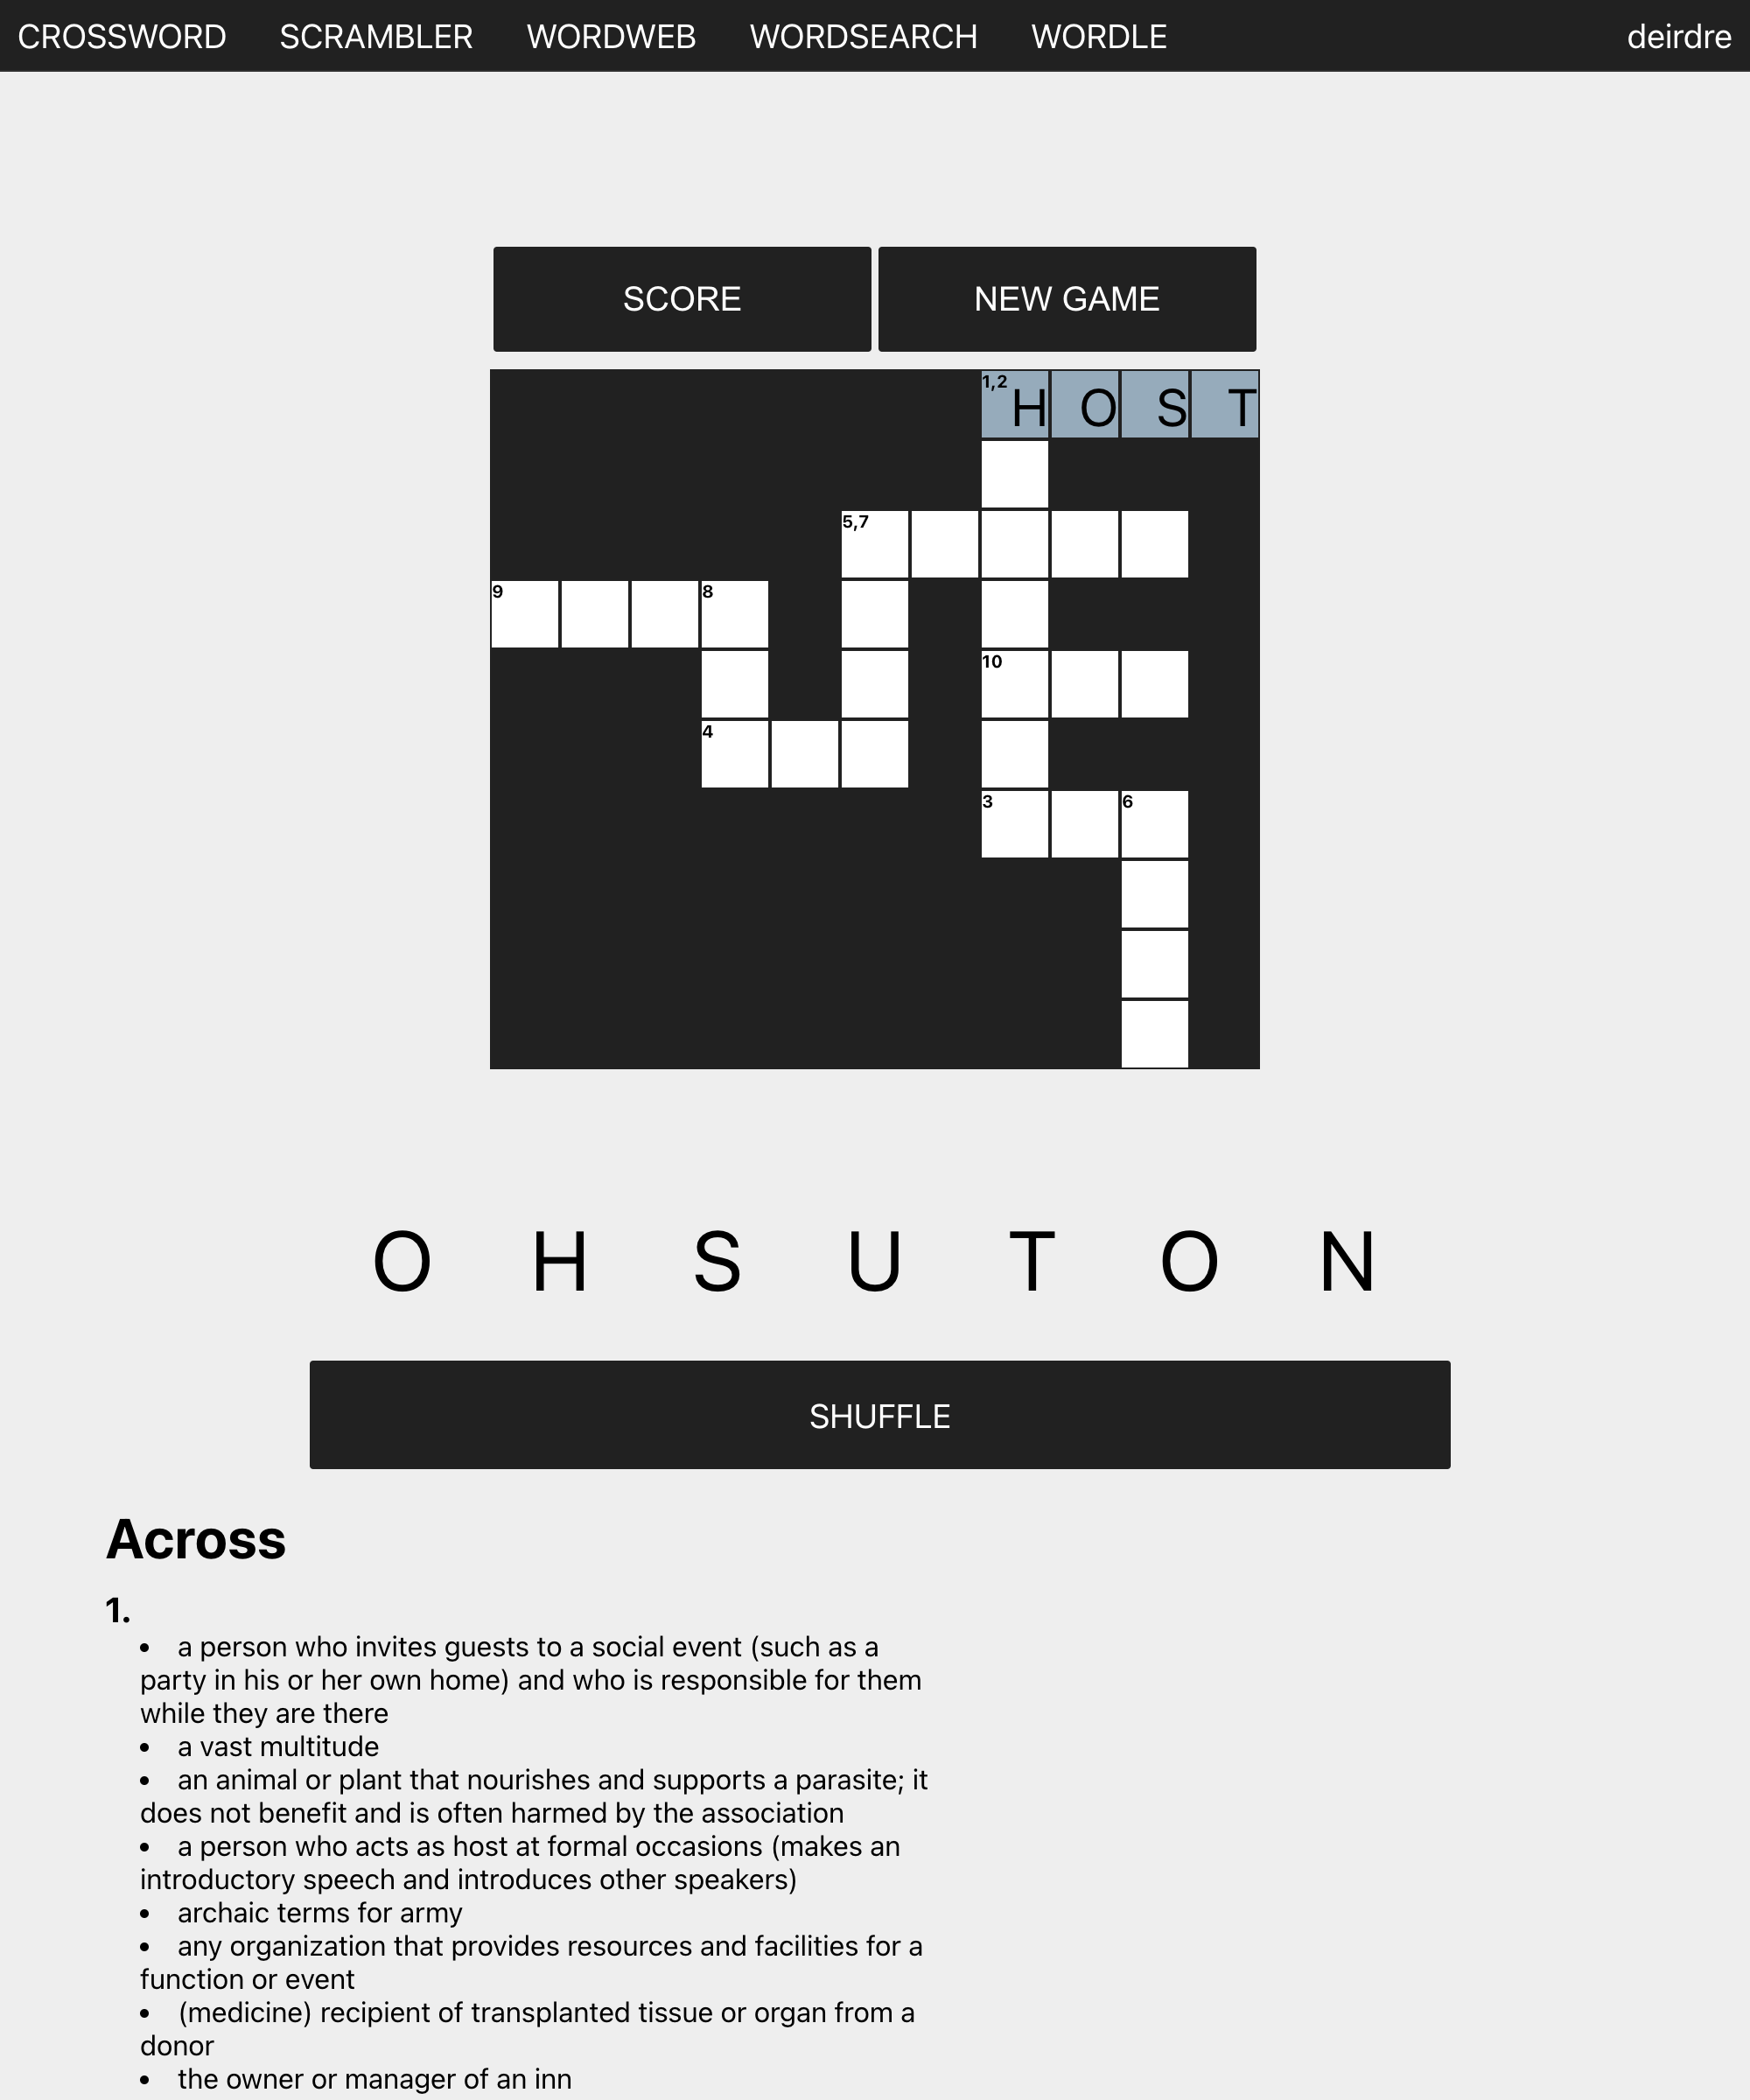 CROSSWORD SCRAMBLER WORDWEB WORDSEARCH WORDLE deirdre
SCORE NEW GAME
1,2 H O S T
5,7
9 8
10
4
3 6
O H S U T O N
SHUFFLE
Across
1.
• a person who invites guests to a social event (such as a
party in his or her own home) and who is responsible for them
while they are there
• a vast multitude
• an animal or plant that nourishes and supports a parasite; it
does not benefit and is often harmed by the association
• a person who acts as host at formal occasions (makes an
introductory speech and introduces other speakers)
• archaic terms for army
• any organization that provides resources and facilities for a
function or event
• (medicine) recipient of transplanted tissue or organ from a
donor
• the owner or manager of an inn